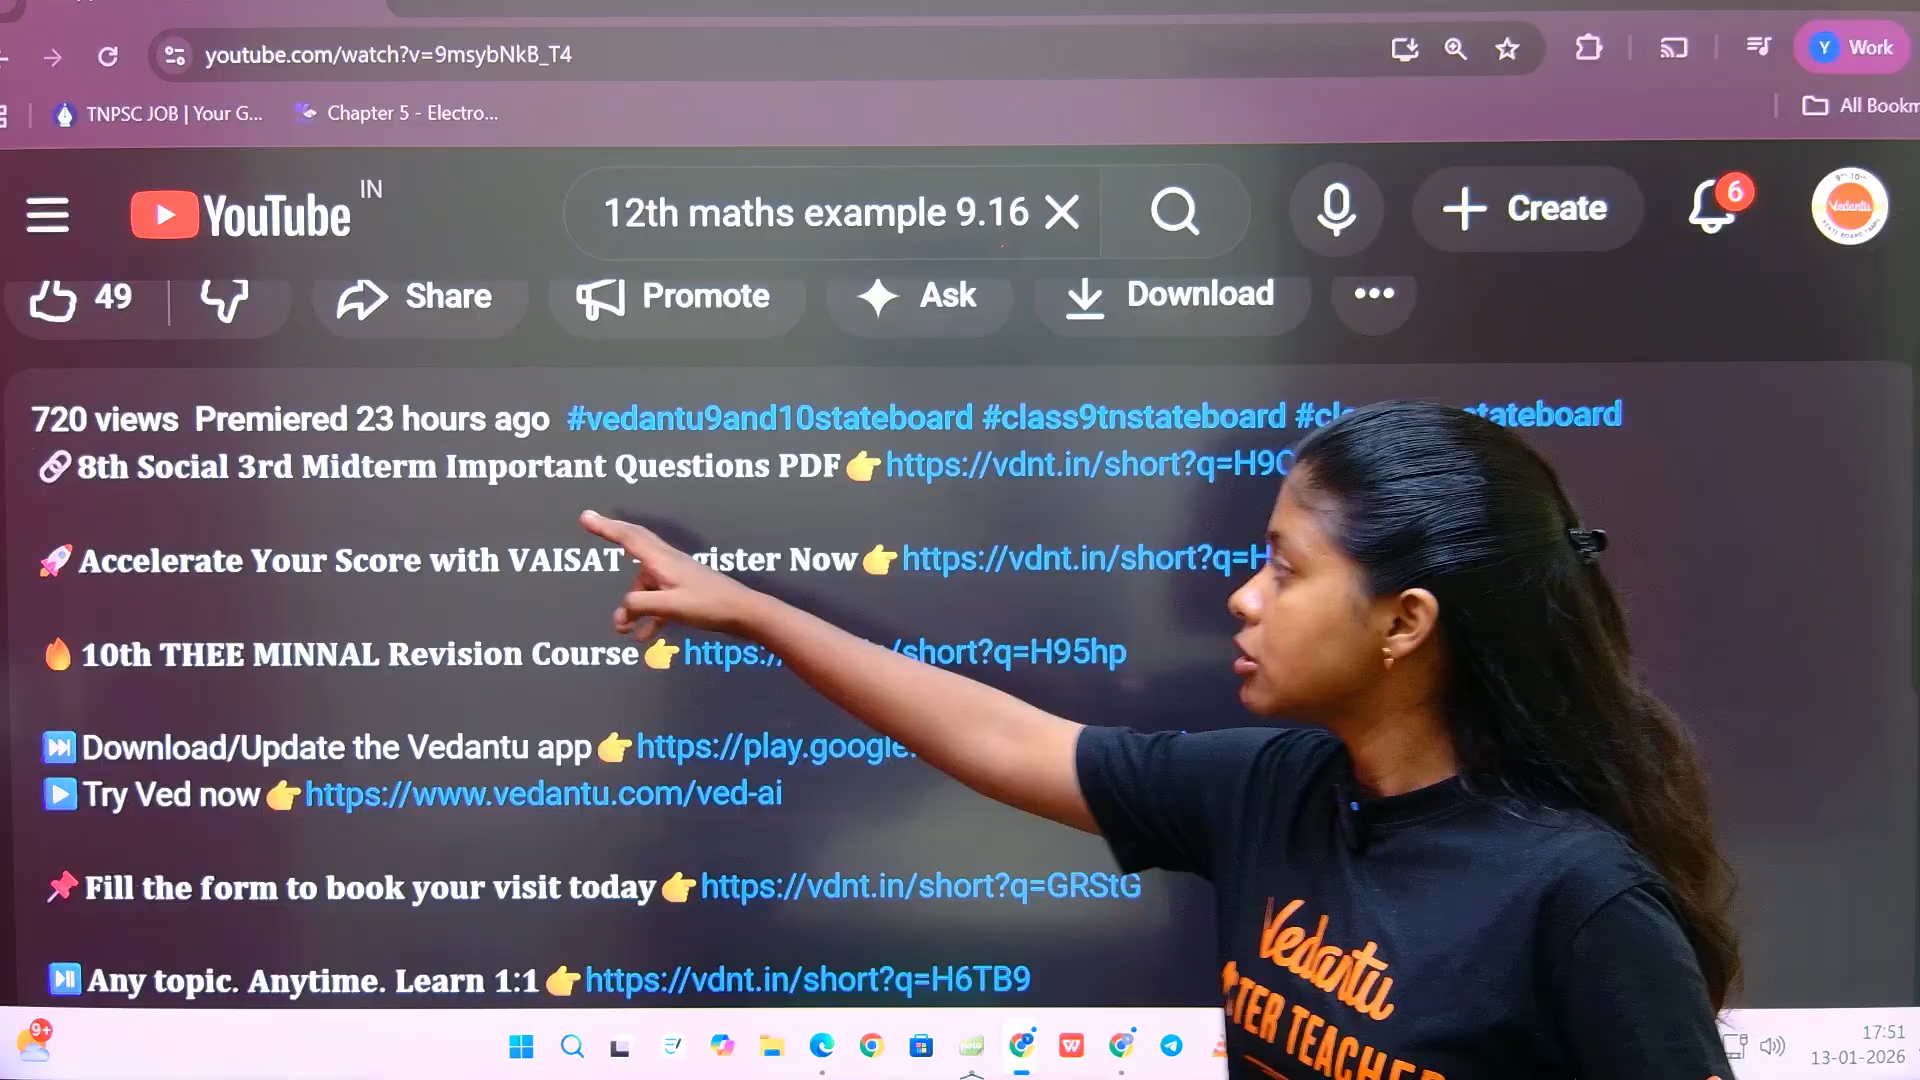 youtube.com/watch?v=9msybNkB_T4
Work
TNPSC JOB | Your G...
Chapter 5 - Electro...
All Bookm
YouTube IN
12th maths example 9.16
Create
6
Vedantu
49
Share
Promote
Ask
Download
720 views Premiered 23 hours ago #vedantu9and10stateboard #class9tnstateboard #cl stateboard
8th Social 3rd Midterm Important Questions PDF https://vdnt.in/short?q=H9
Accelerate Your Score with VAISAT - gister Now https://vdnt.in/short?q=H
10th THEE MINNAL Revision Course https:/ /short?q=H95hp
Download/Update the Vedantu app https://play.google.
Try Ved now https://www.vedantu.com/ved-ai
Fill the form to book your visit today https://vdnt.in/short?q=GRStG
Any topic. Anytime. Learn 1:1 https://vdnt.in/short?q=H6TB9
Vedantu
TER TEACHER
9+
17:51
13-01-2026